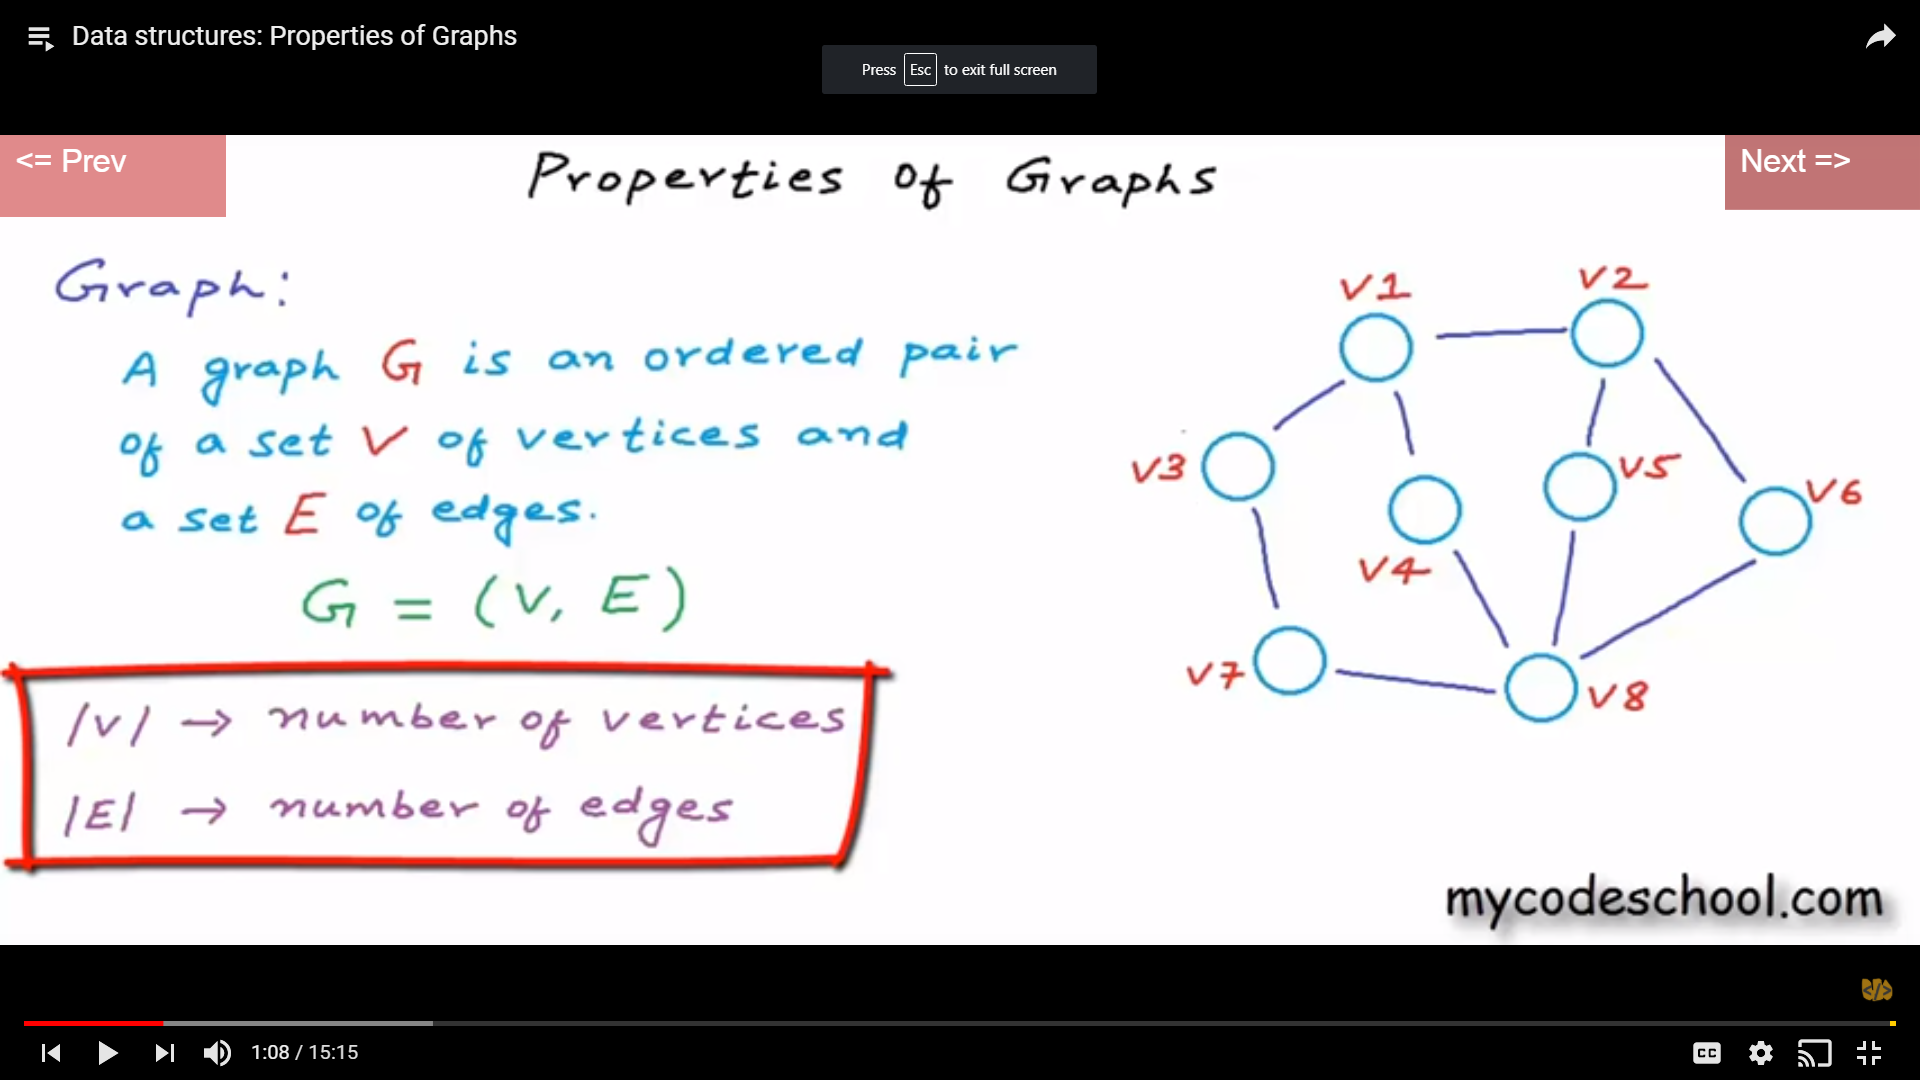 Data structures: Properties of Graphs
Press Esc to exit full screen
<= Prev
Properties of Graphs
Next =>
Graph:
A graph G is an ordered pair
of a set V of vertices and
a set E of edges.
G = (V, E)
|V| → number of vertices
|E| → number of edges
V1
V2
V3
V4
V5
V6
V7
V8
mycodeschool.com
</>
1:08 / 15:15
CC